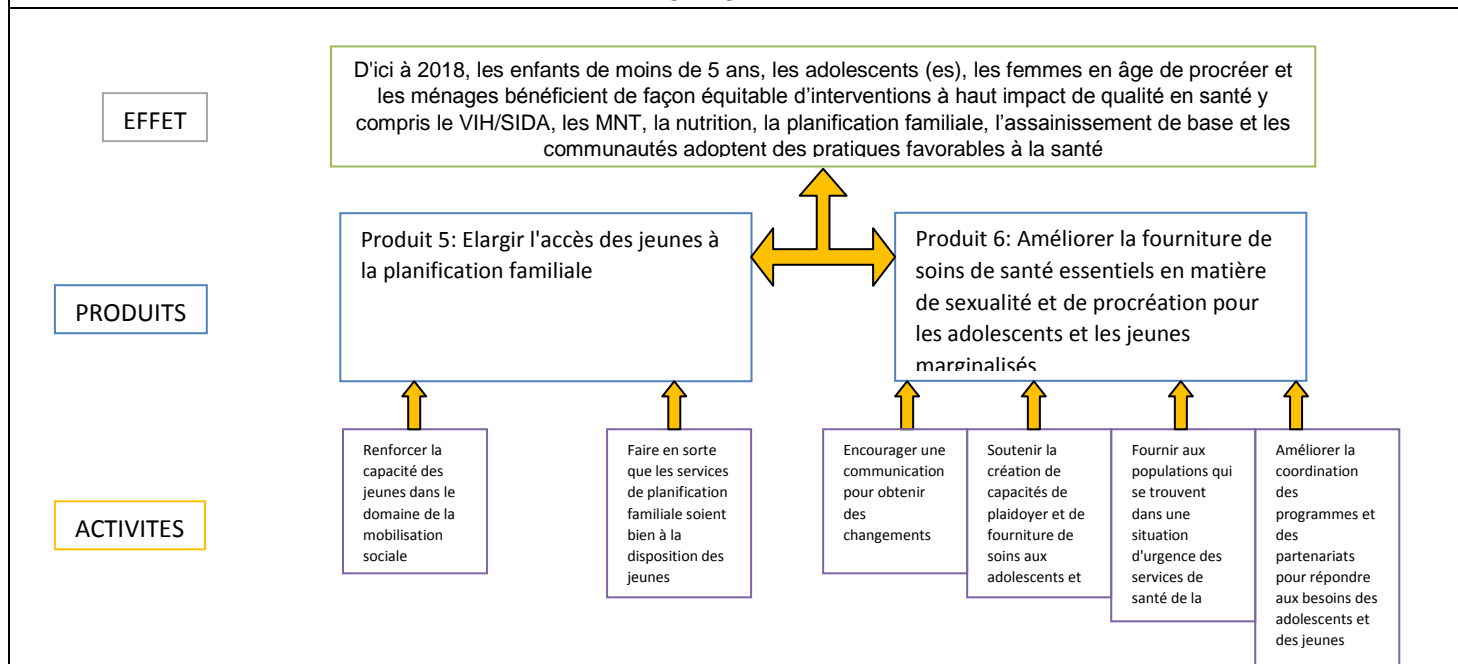 EFFET
D'ici à 2018, les enfants de moins de 5 ans, les adolescents (es), les femmes en âge de procréer et
les ménages bénéficient de façon équitable d'interventions à haut impact de qualité en santé y
compris le VIH/SIDA, les MNT, la nutrition, la planification familiale, l'assainissement de base et les
communautés adoptent des pratiques favorables à la santé
PRODUITS
Produit 5: Elargir l'accès des jeunes à
la planification familiale
Produit 6: Améliorer la fourniture de
soins de santé essentiels en matière
de sexualité et de procréation pour
les adolescents et les jeunes
marginalisés
ACTIVITES
Renforcer la
capacité des
jeunes dans le
domaine de la
mobilisation
sociale
Faire en sorte
que les services
de planification
familiale soient
bien à la
disposition des
jeunes
Encourager une
communication
pour obtenir
des
changements
Soutenir la
création de
capacités de
plaidoyer et de
fourniture de
soins aux
adolescents et
Fournir aux
populations qui
se trouvent
dans une
situation
d'urgence des
services de
santé de la
Améliorer la
coordination
des
programmes et
des
partenariats
pour répondre
aux besoins des
adolescents et
des jeunes